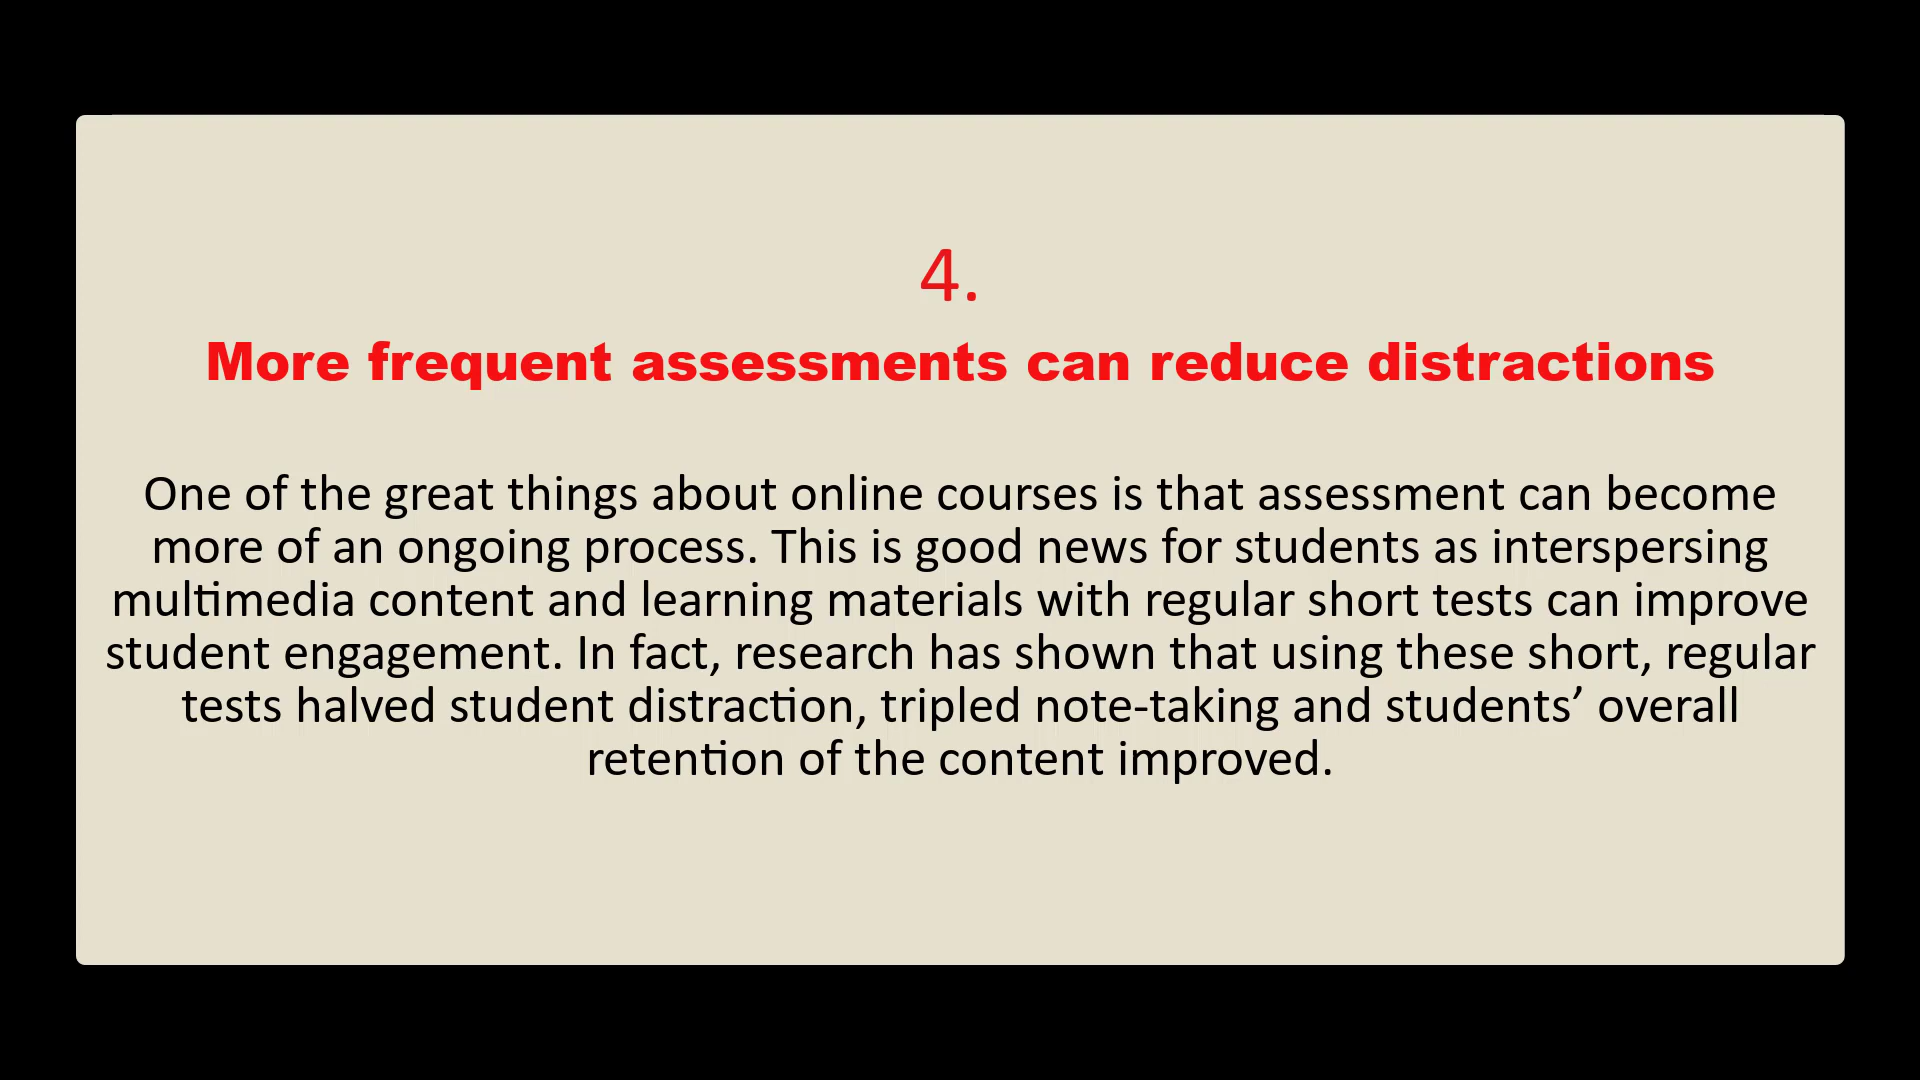 4.
More frequent assessments can reduce distractions
One of the great things about online courses is that assessment can become
more of an ongoing process. This is good news for students as interspersing
multimedia content and learning materials with regular short tests can improve
student engagement. In fact, research has shown that using these short, regular
tests halved student distraction, tripled note-taking and students’ overall
retention of the content improved.